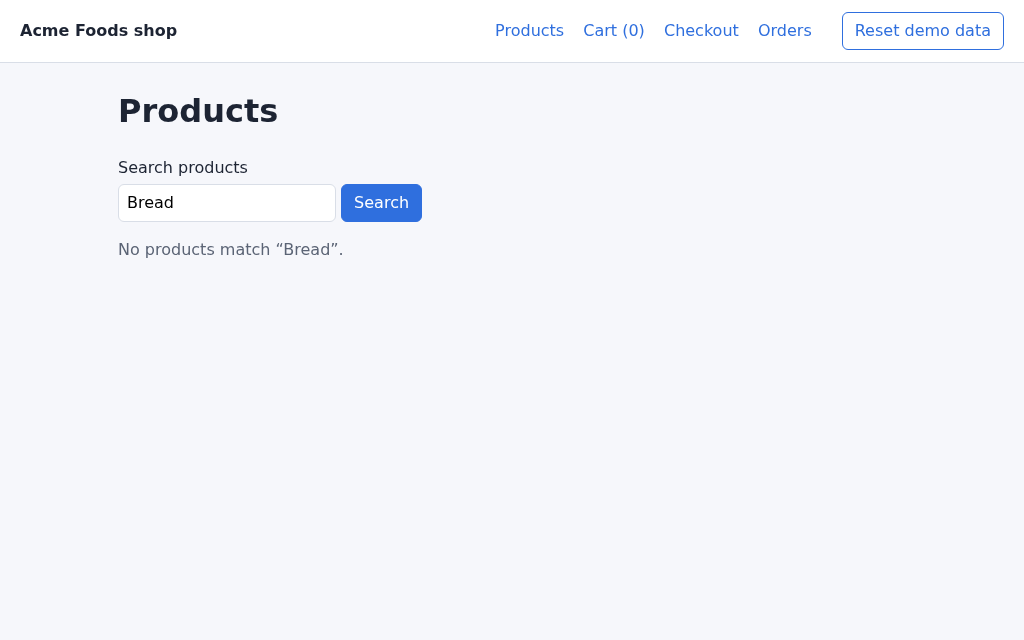 Acme Foods shop
Products
Cart (0)
Checkout
Orders
Reset demo data
Products
Search products
Bread
Search
No products match “Bread”.